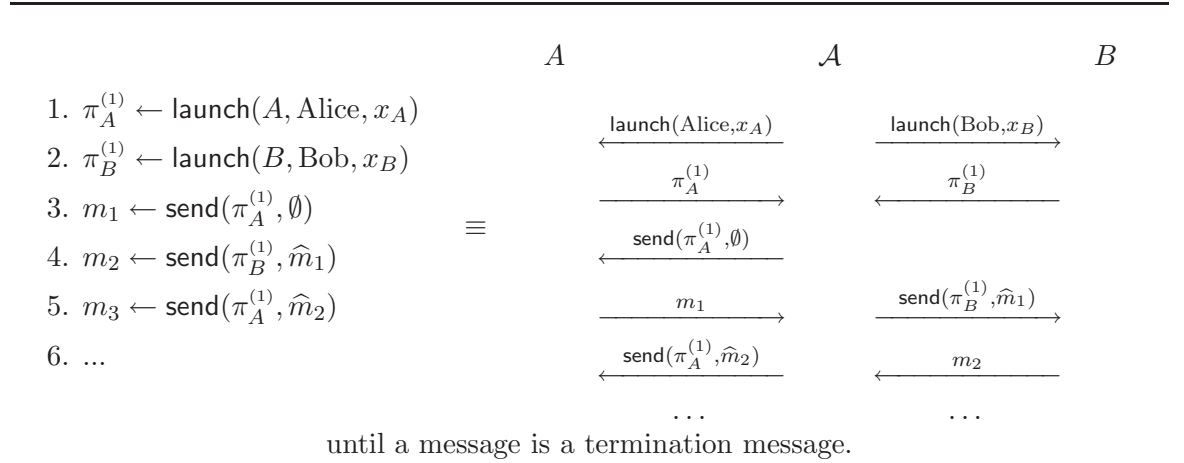 A 𝒜 B
1. π_A^(1) ← launch(A, Alice, x_A)
launch(Alice,x_A) launch(Bob,x_B)
2. π_B^(1) ← launch(B, Bob, x_B)
π_A^(1) π_B^(1)
3. m_1 ← send(π_A^(1), ∅)
≡
send(π_A^(1),∅)
4. m_2 ← send(π_B^(1), m̂_1)
5. m_3 ← send(π_A^(1), m̂_2)
m_1 send(π_B^(1),m̂_1)
6. ...
send(π_A^(1),m̂_2) m_2
... ...
until a message is a termination message.